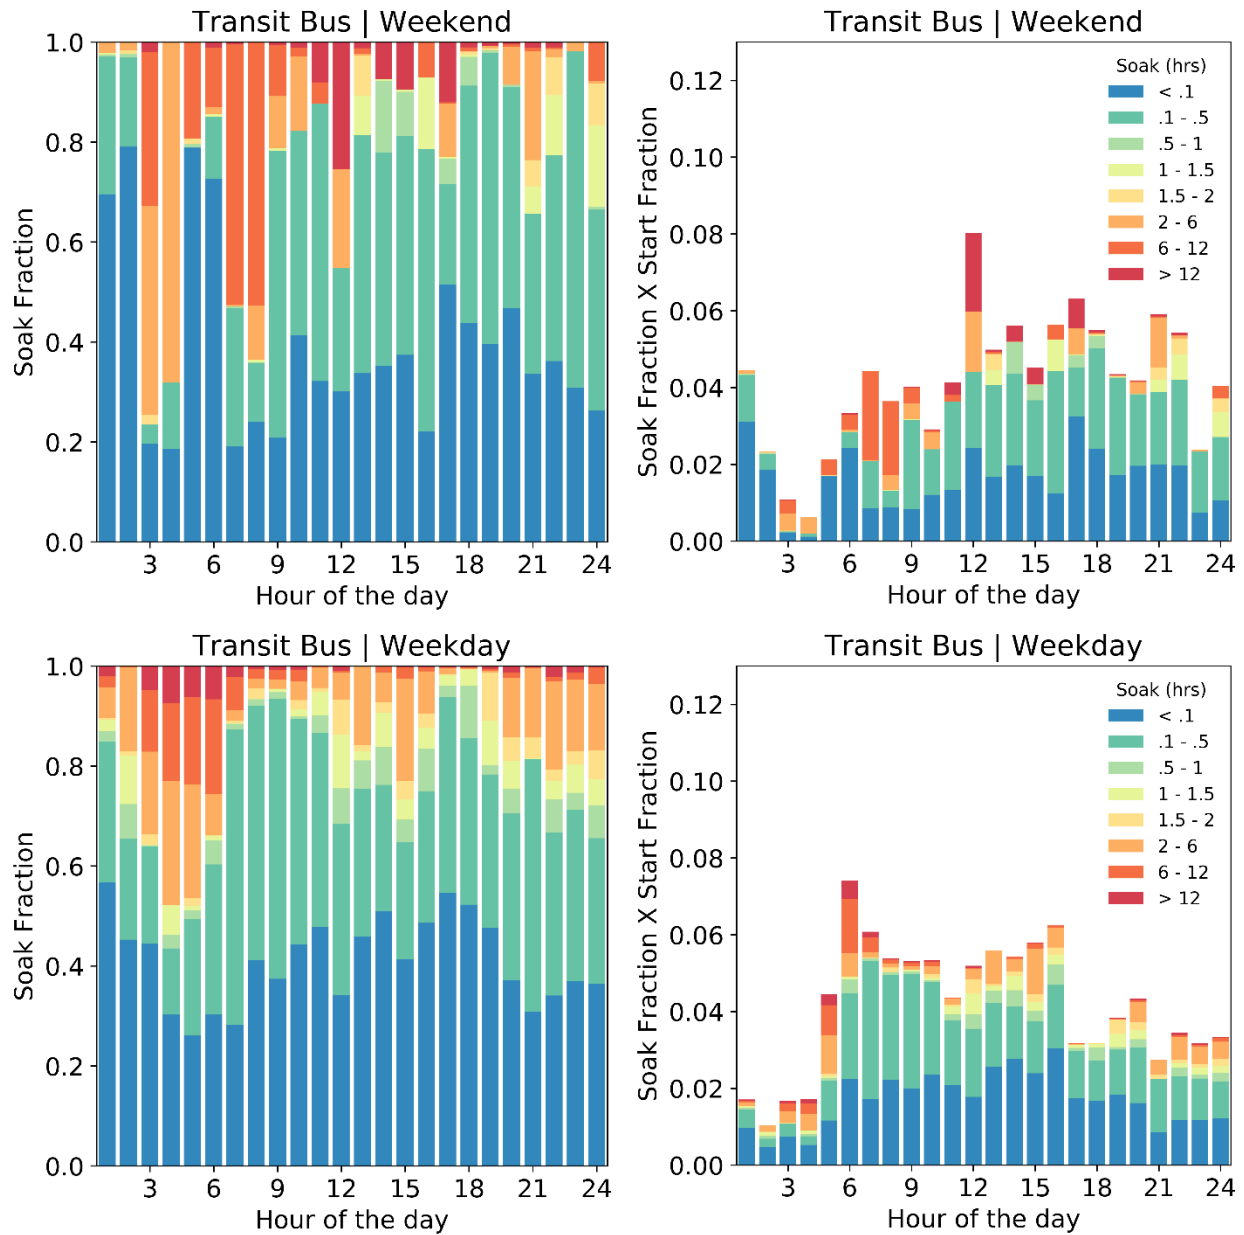 Transit Bus | Weekend
Soak Fraction
1.0
0.8
0.6
0.4
0.2
0.0
3 6 9 12 15 18 21 24
Hour of the day
Transit Bus | Weekend
Soak Fraction X Start Fraction
0.12
0.10
0.08
0.06
0.04
0.02
0.00
Soak (hrs)
< .1
.1 - .5
.5 - 1
1 - 1.5
1.5 - 2
2 - 6
6 - 12
> 12
3 6 9 12 15 18 21 24
Hour of the day
Transit Bus | Weekday
Soak Fraction
1.0
0.8
0.6
0.4
0.2
0.0
3 6 9 12 15 18 21 24
Hour of the day
Transit Bus | Weekday
Soak Fraction X Start Fraction
0.12
0.10
0.08
0.06
0.04
0.02
0.00
Soak (hrs)
< .1
.1 - .5
.5 - 1
1 - 1.5
1.5 - 2
2 - 6
6 - 12
> 12
3 6 9 12 15 18 21 24
Hour of the day